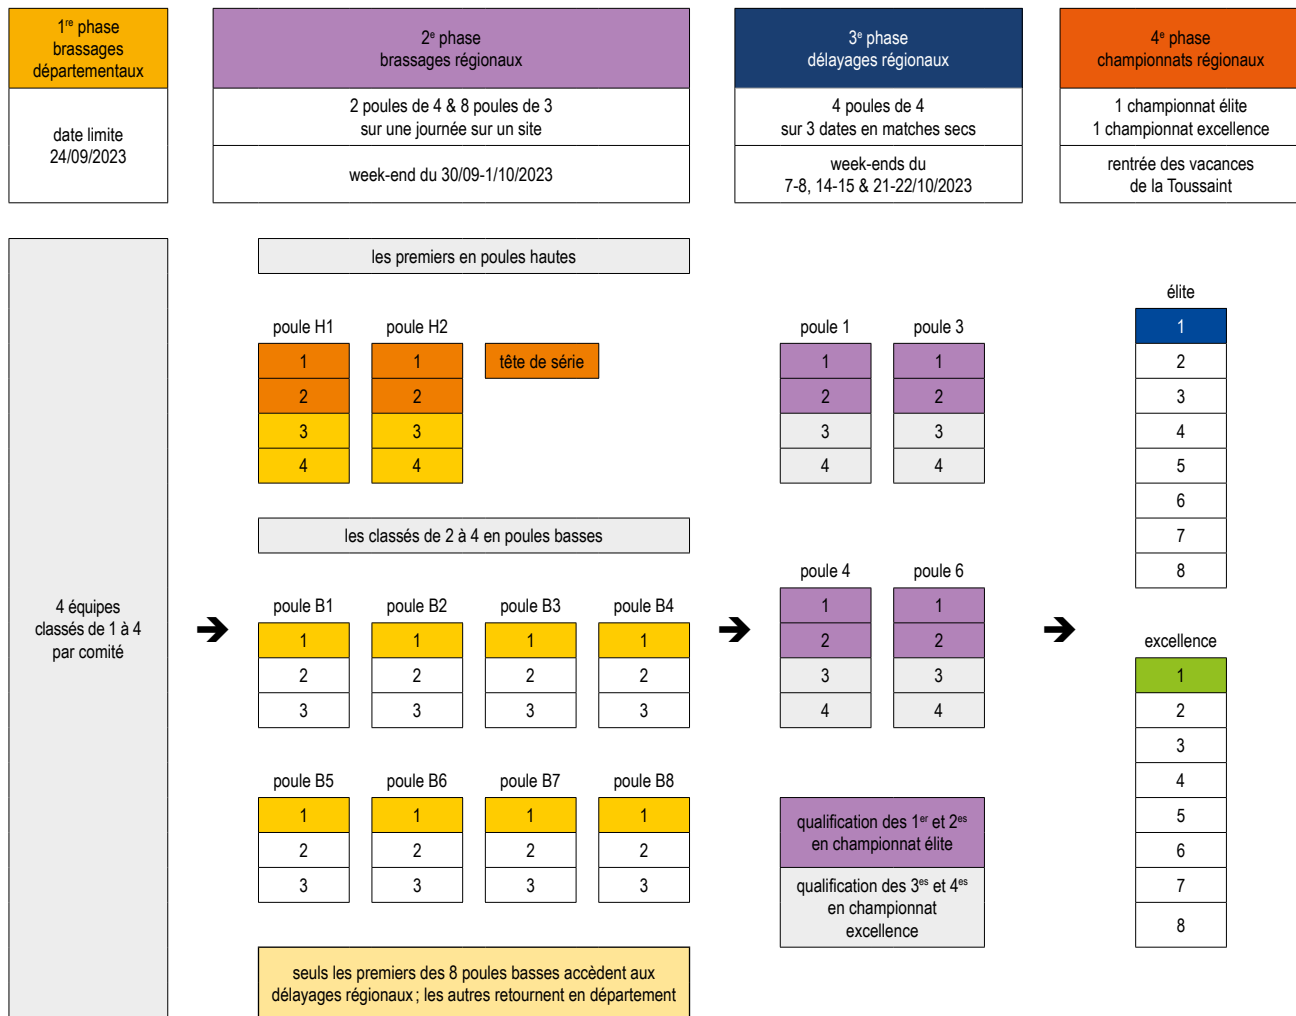 1re phase
brassages
départementaux
date limite
24/09/2023
2e phase
brassages régionaux
2 poules de 4 & 8 poules de 3
sur une journée sur un site
week-end du 30/09-1/10/2023
3e phase
délayages régionaux
4 poules de 4
sur 3 dates en matches secs
week-ends du
7-8, 14-15 & 21-22/10/2023
4e phase
championnats régionaux
1 championnat élite
1 championnat excellence
rentrée des vacances
de la Toussaint
4 équipes
classés de 1 à 4
par comité
les premiers en poules hautes
poule H1
1
2
3
4
poule H2
1
2
3
4
tête de série
les classés de 2 à 4 en poules basses
poule B1
1
2
3
poule B2
1
2
3
poule B3
1
2
3
poule B4
1
2
3
poule B5
1
2
3
poule B6
1
2
3
poule B7
1
2
3
poule B8
1
2
3
seuls les premiers des 8 poules basses accèdent aux
délayages régionaux ; les autres retournent en département
poule 1
1
2
3
4
poule 3
1
2
3
4
poule 4
1
2
3
4
poule 6
1
2
3
4
qualification des 1er et 2es
en championnat élite
qualification des 3es et 4es
en championnat
excellence
élite
1
2
3
4
5
6
7
8
excellence
1
2
3
4
5
6
7
8